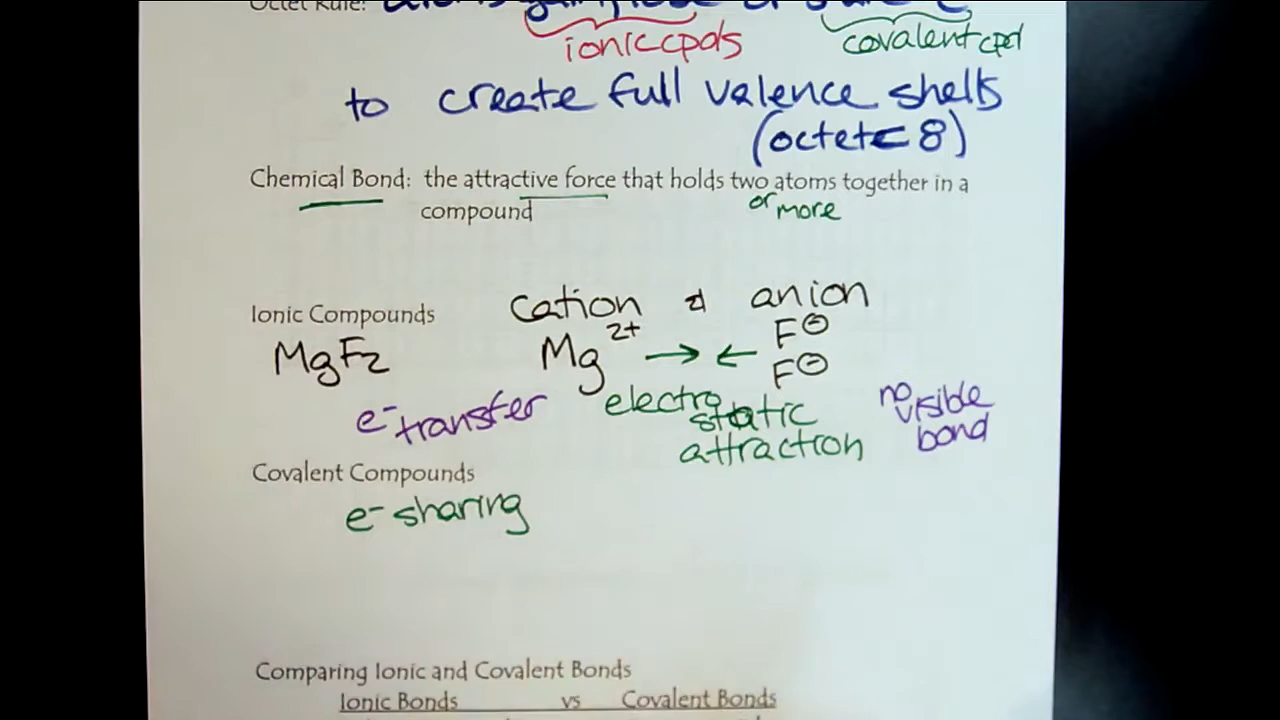 Octet Rule:
ionic cpds covalent cpd
to create full valence shells
(octet 8)
Chemical Bond: the attractive force that holds two atoms together in a
or more
compound
cation & anion
Ionic Compounds
MgF2 Mg2+ → ← F⊖
F⊖
e- transfer electrostatic attraction no visible bond
Covalent Compounds
e- sharing
Comparing Ionic and Covalent Bonds
Ionic Bonds vs Covalent Bonds